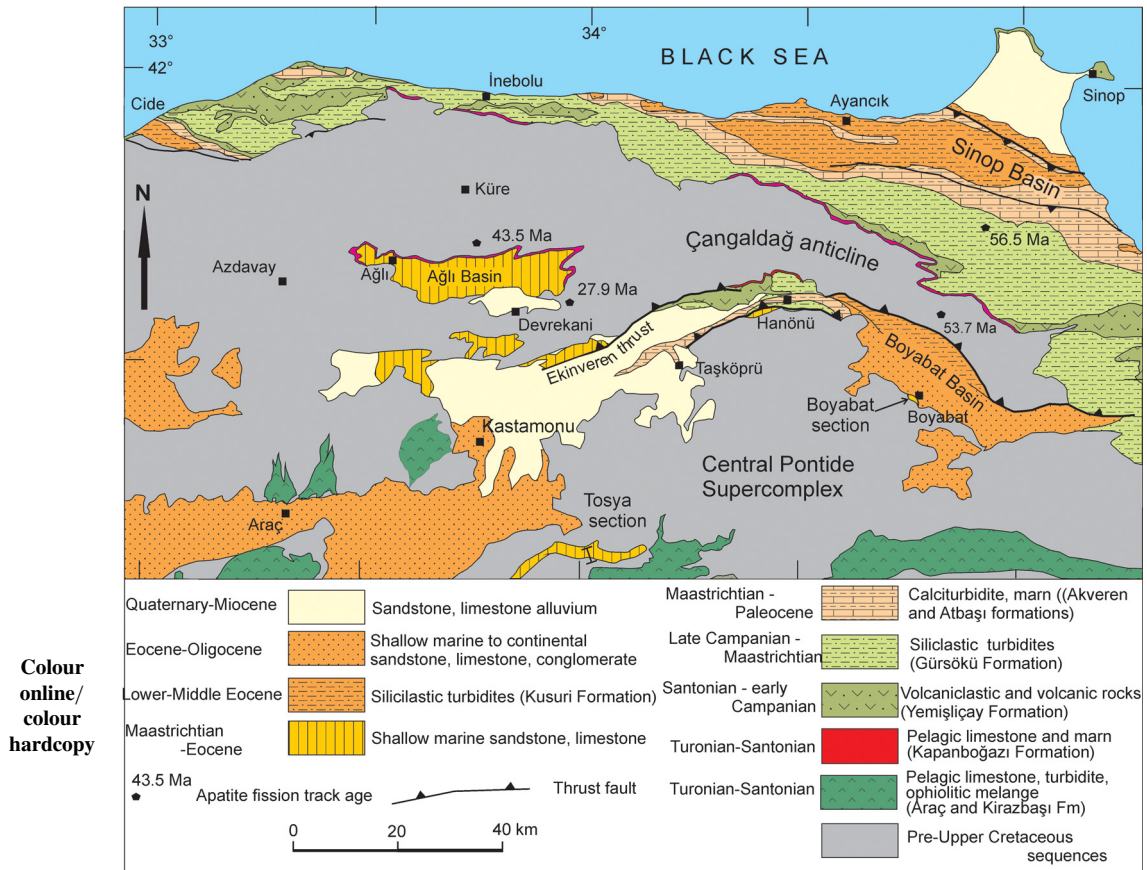 33°
42°
34°
BLACK SEA
Cide
İnebolu
Ayancık
Sinop
Sinop Basin
N
Küre
43.5 Ma
56.5 Ma
Çangaldağ anticline
Azdavay
Ağlı
Ağlı Basin
27.9 Ma
Devrekani
53.7 Ma
Hanönü
Ekinveren thrust
Taşköprü
Boyabat Basin
Boyabat
section
Boyabat
Kastamonu
Central Pontide
Supercomplex
Tosya
section
Araç
Colour
online/
colour
hardcopy
Quaternary-Miocene
Sandstone, limestone alluvium
Eocene-Oligocene
Shallow marine to continental
sandstone, limestone, conglomerate
Lower-Middle Eocene
Silicilastic turbidites (Kusuri Formation)
Maastrichtian
-Eocene
Shallow marine sandstone, limestone
43.5 Ma
Apatite fission track age
Thrust fault
0 20 40 km
Maastrichtian -
Paleocene
Calciturbidite, marn ((Akveren
and Atbaşı formations)
Late Campanian -
Maastrichtian
Siliclastic turbidites
(Gürsökü Formation)
Santonian - early
Campanian
Volcaniclastic and volcanic rocks
(Yemişliçay Formation)
Turonian-Santonian
Pelagic limestone and marn
(Kapanboğazı Formation)
Turonian-Santonian
Pelagic limestone, turbidite,
ophiolitic melange
(Araç and Kirazbaşı Fm)
Pre-Upper Cretaceous
sequences